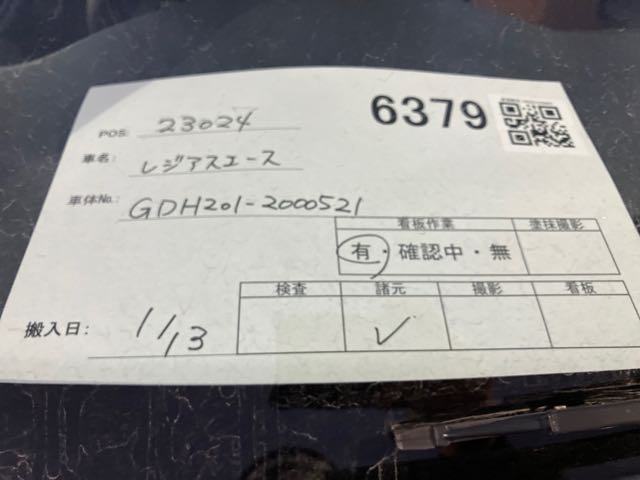 6379
POS: 23024
車名: レジアスエース
車体No.: GDH201-2000521
看板作業 塗抹撮影
有・確認中・無
検査 諸元 撮影 看板
搬入日: 11/13 ✓